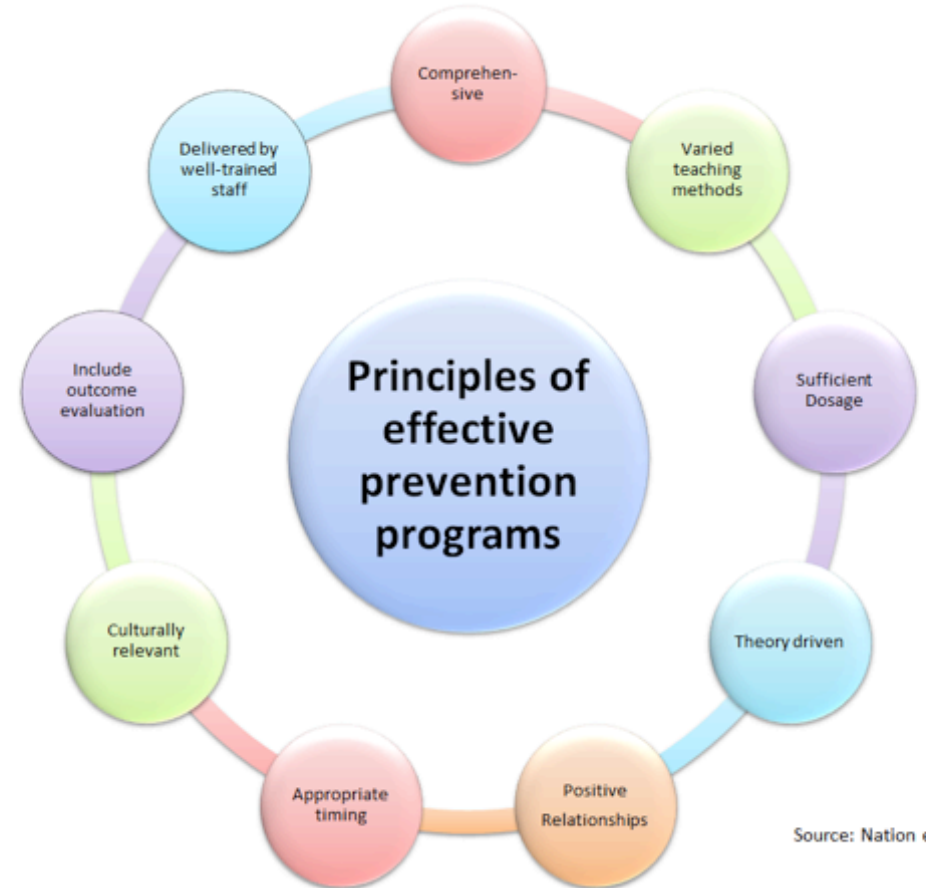 Comprehen-
sive
Varied
teaching
methods
Sufficient
Dosage
Theory driven
Positive
Relationships
Appropriate
timing
Culturally
relevant
Include
outcome
evaluation
Delivered by
well-trained
staff
Principles of
effective
prevention
programs
Source: Nation